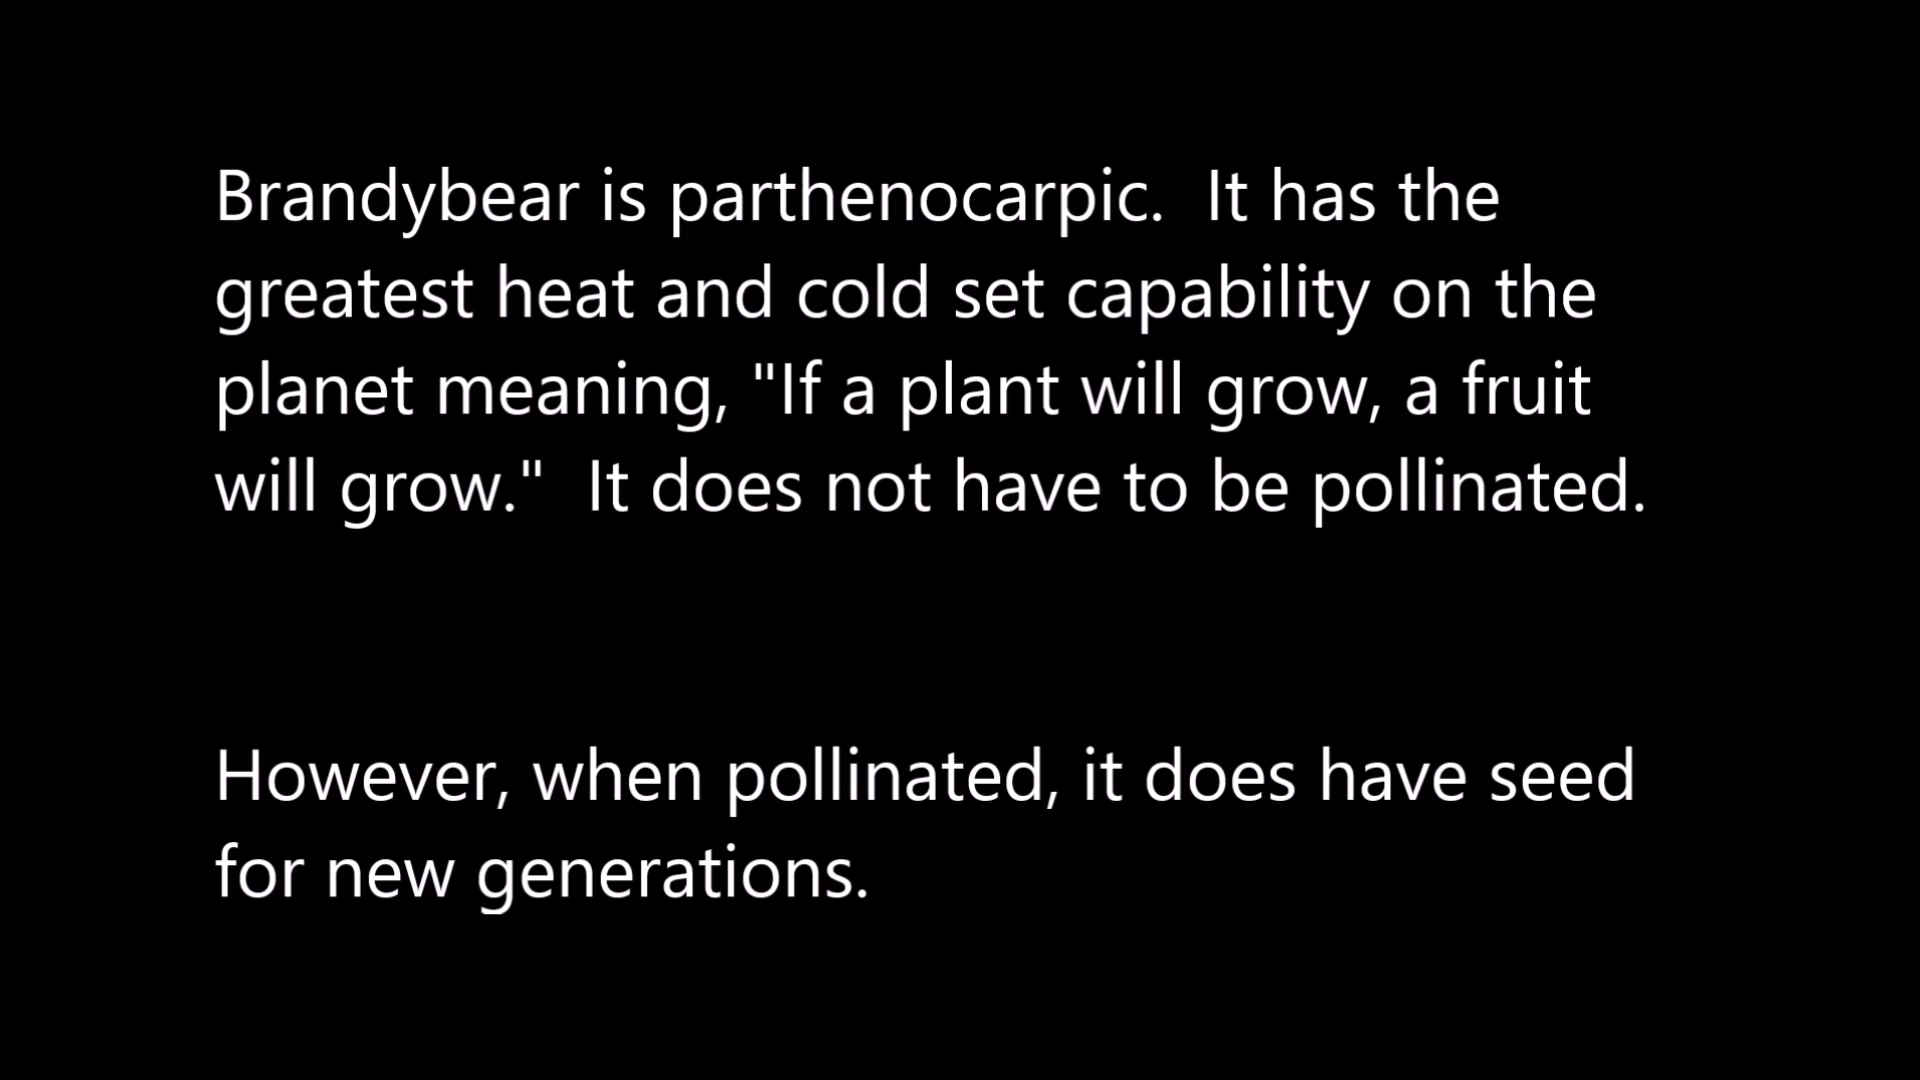 Brandybear is parthenocarpic.  It has the
greatest heat and cold set capability on the
planet meaning, "If a plant will grow, a fruit
will grow."  It does not have to be pollinated.
However, when pollinated, it does have seed
for new generations.